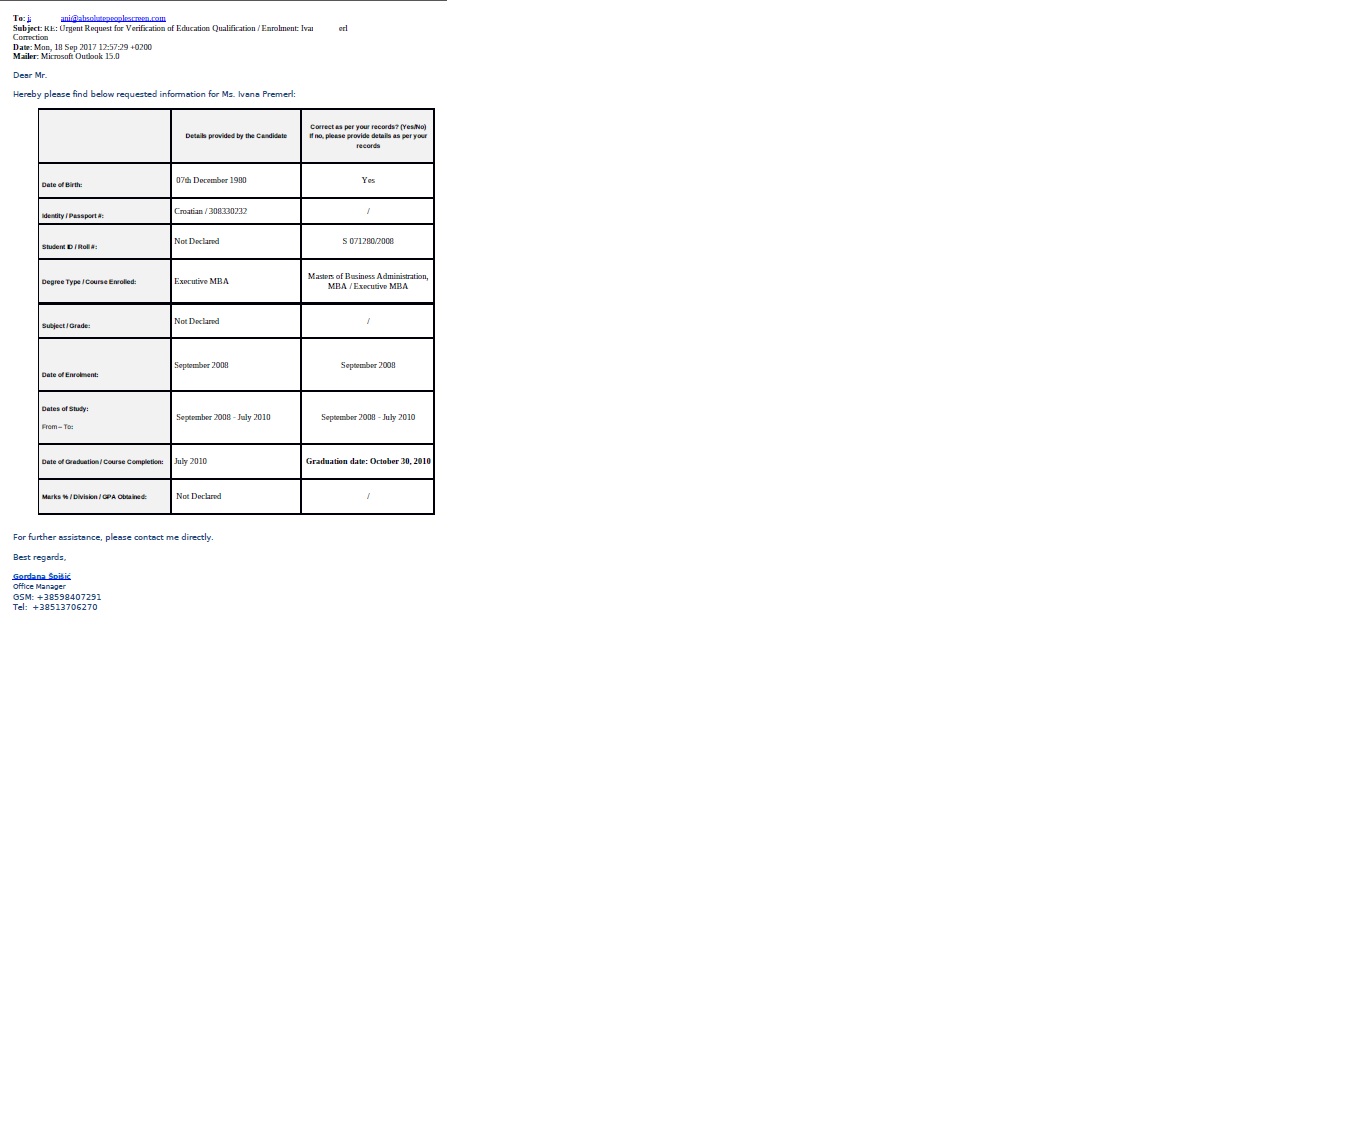 To: j: ani@absolutepeoplescreen.com
Subject: RE: Urgent Request for Verification of Education Qualification / Enrolment: Ivan erl
Correction
Date: Mon, 18 Sep 2017 12:57:29 +0200
Mailer: Microsoft Outlook 15.0
Dear Mr.
Hereby please find below requested information for Ms. Ivana Premerl:
Details provided by the Candidate
Correct as per your records? (Yes/No)
If no, please provide details as per your
records
Date of Birth: 07th December 1980 Yes
Identity / Passport #: Croatian / 308330232 /
Student ID / Roll #: Not Declared S 071280/2008
Degree Type / Course Enrolled: Executive MBA Masters of Business Administration,
MBA / Executive MBA
Subject / Grade: Not Declared /
Date of Enrolment: September 2008 September 2008
Dates of Study:
From – To: September 2008 - July 2010 September 2008 - July 2010
Date of Graduation / Course Completion: July 2010 Graduation date: October 30, 2010
Marks % / Division / GPA Obtained: Not Declared /
For further assistance, please contact me directly.
Best regards,
Gordana Špišić
Office Manager
GSM: +38598407291
Tel: +38513706270